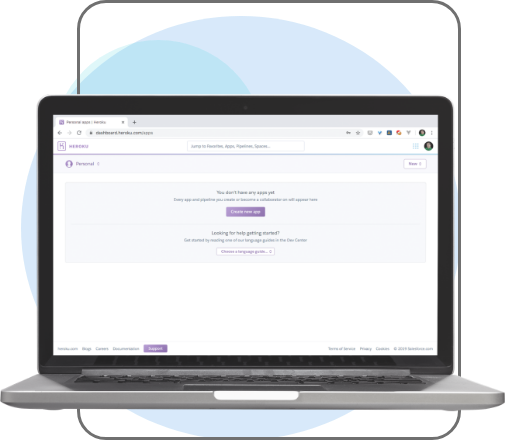 Personal apps | Heroku
dashboard.heroku.com/apps
HEROKU
Jump to Favorites, Apps, Pipelines, Spaces...
Personal
New
You don't have any apps yet
Every app and pipeline you create or become a collaborator on will appear here
Create new app
Looking for help getting started?
Get started by reading one of our language guides in the Dev Center
Choose a language guide...
heroku.com Blogs Careers Documentation Support
Terms of Service Privacy Cookies © 2019 Salesforce.com